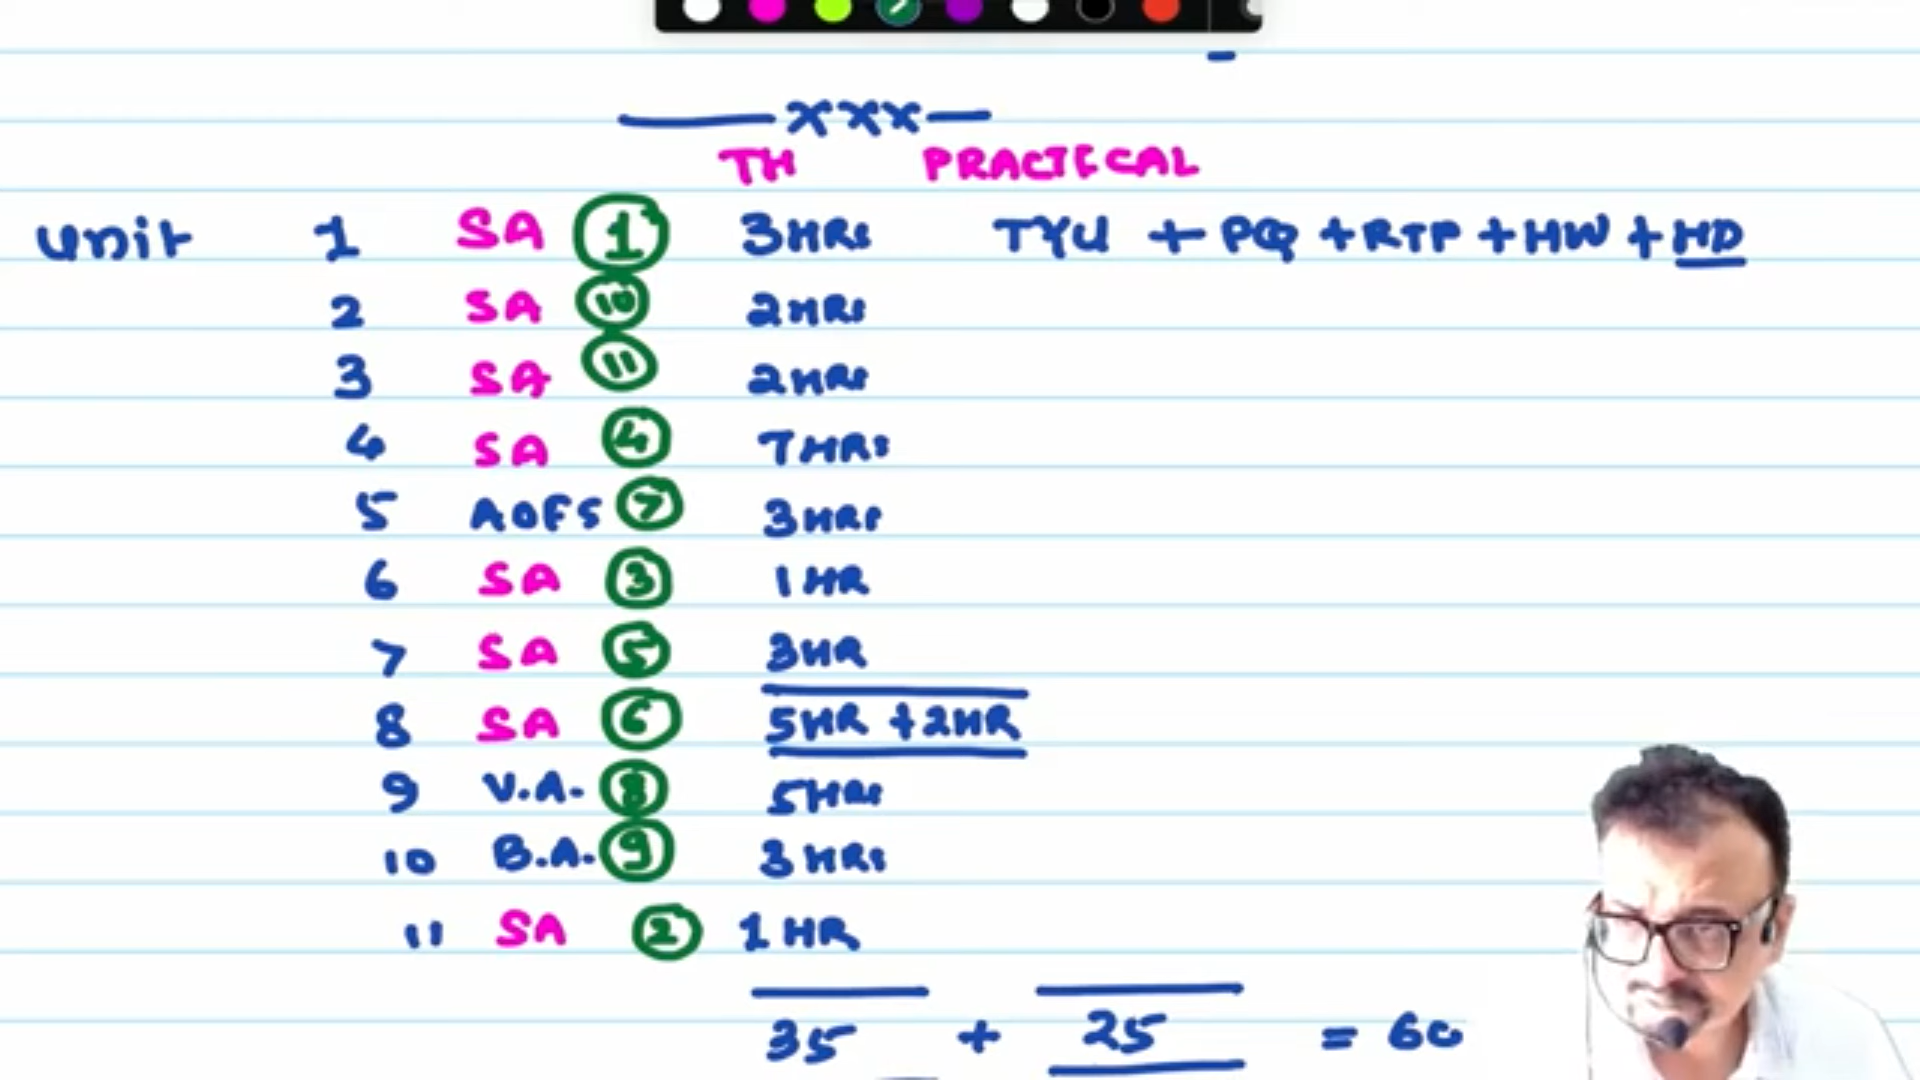 xxx
TH PRACTICAL
Unit 1 SA 1 3HRs TYU + PQ + RTP + HW + HD
2 SA 10 2HRs
3 SA 11 2HRs
4 SA 4 7HRs
5 AOFS 7 3HRs
6 SA 3 1HR
7 SA 5 3HR
8 SA 6 5HR + 2HR
9 V.A. 8 5HRs
10 B.A. 9 3HRs
11 SA 2 1HR
35 + 25 = 60